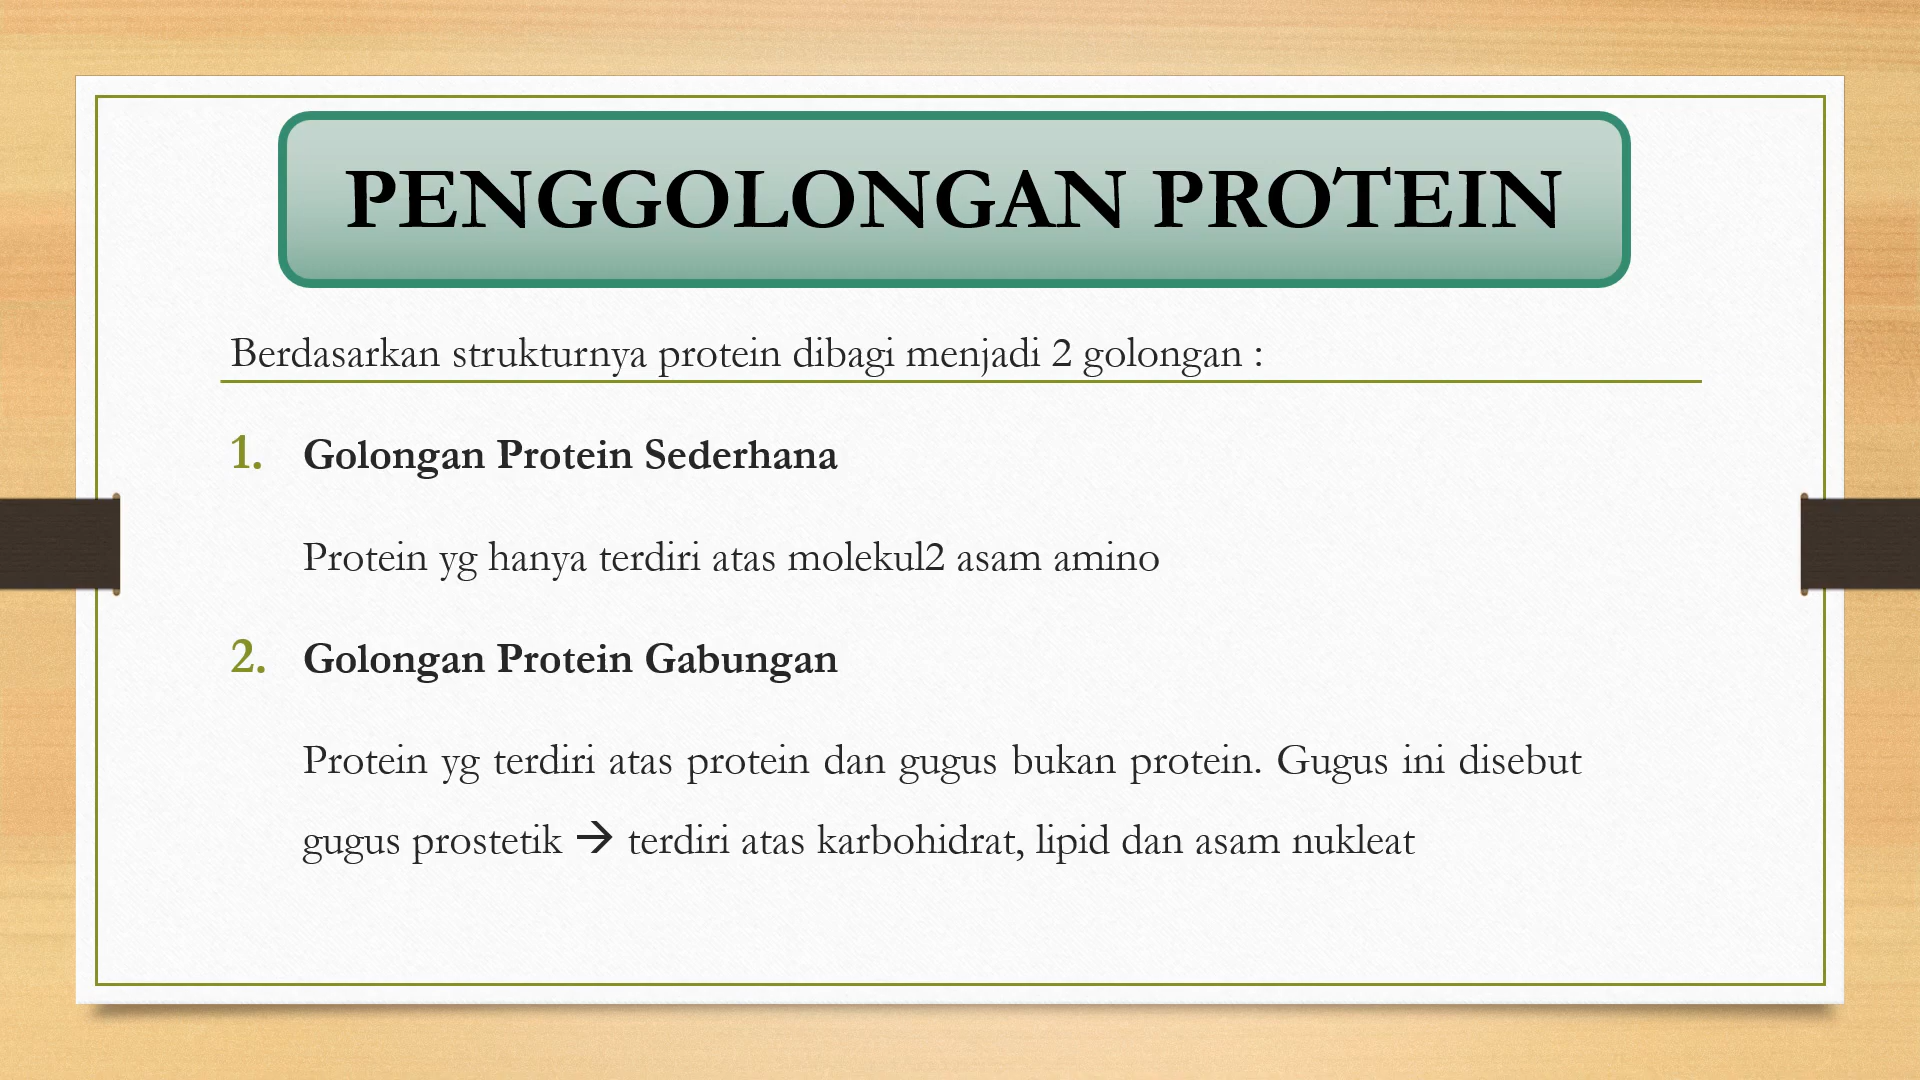 PENGGOLONGAN PROTEIN
Berdasarkan strukturnya protein dibagi menjadi 2 golongan :
1. Golongan Protein Sederhana
Protein yg hanya terdiri atas molekul2 asam amino
2. Golongan Protein Gabungan
Protein yg terdiri atas protein dan gugus bukan protein. Gugus ini disebut
gugus prostetik → terdiri atas karbohidrat, lipid dan asam nukleat